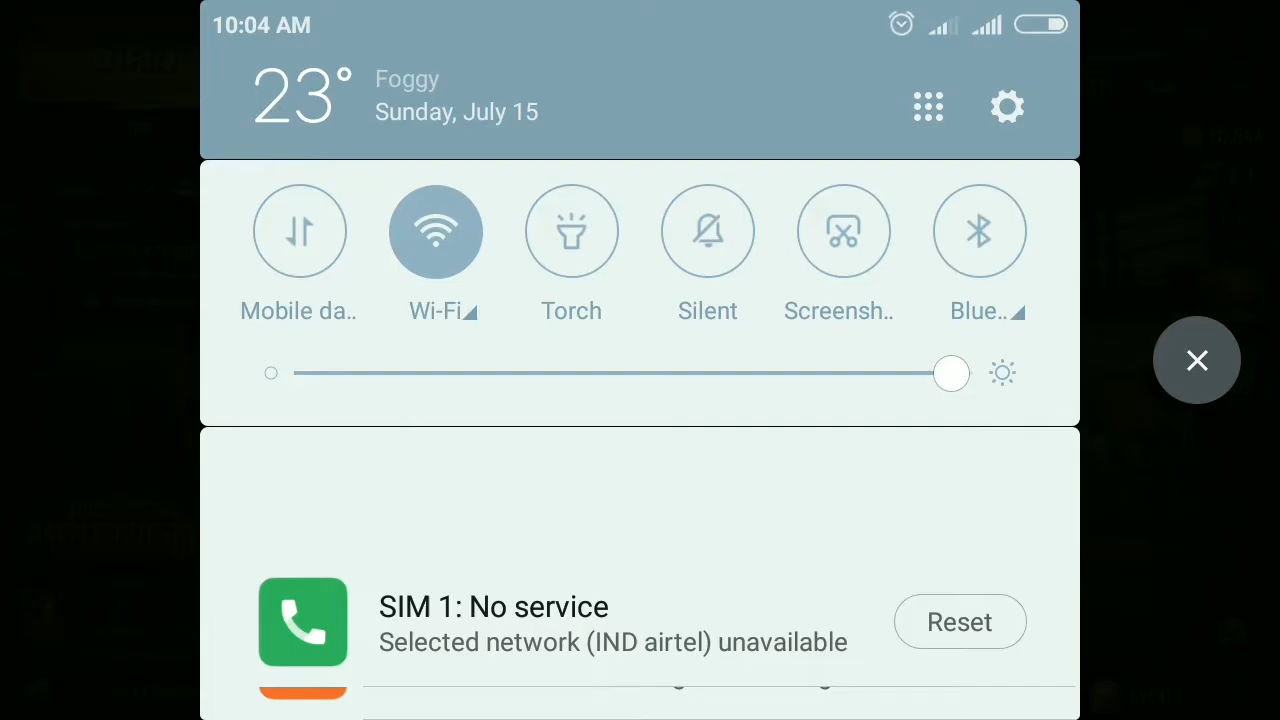 10:04 AM
23°
Foggy
Sunday, July 15
Mobile da..
Wi-Fi
Torch
Silent
Screensh..
Blue..
SIM 1: No service
Selected network (IND airtel) unavailable
Reset